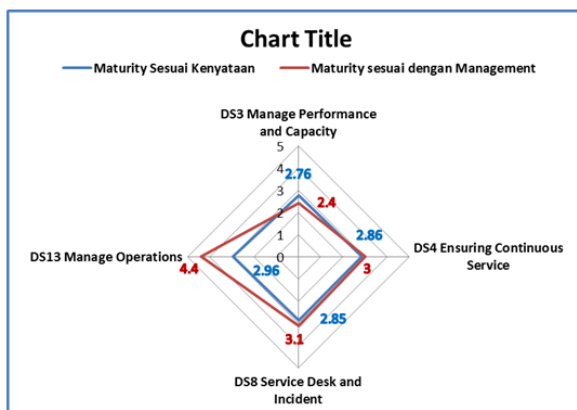 Chart Title
Maturity Sesuai Kenyataan
Maturity sesuai dengan Management
DS3 Manage Performance
and Capacity
5
4
3
2
1
0
2.76
2.4
2.86
3
DS4 Ensuring Continuous
Service
DS13 Manage Operations
4.4
2.96
2.85
3.1
DS8 Service Desk and
Incident